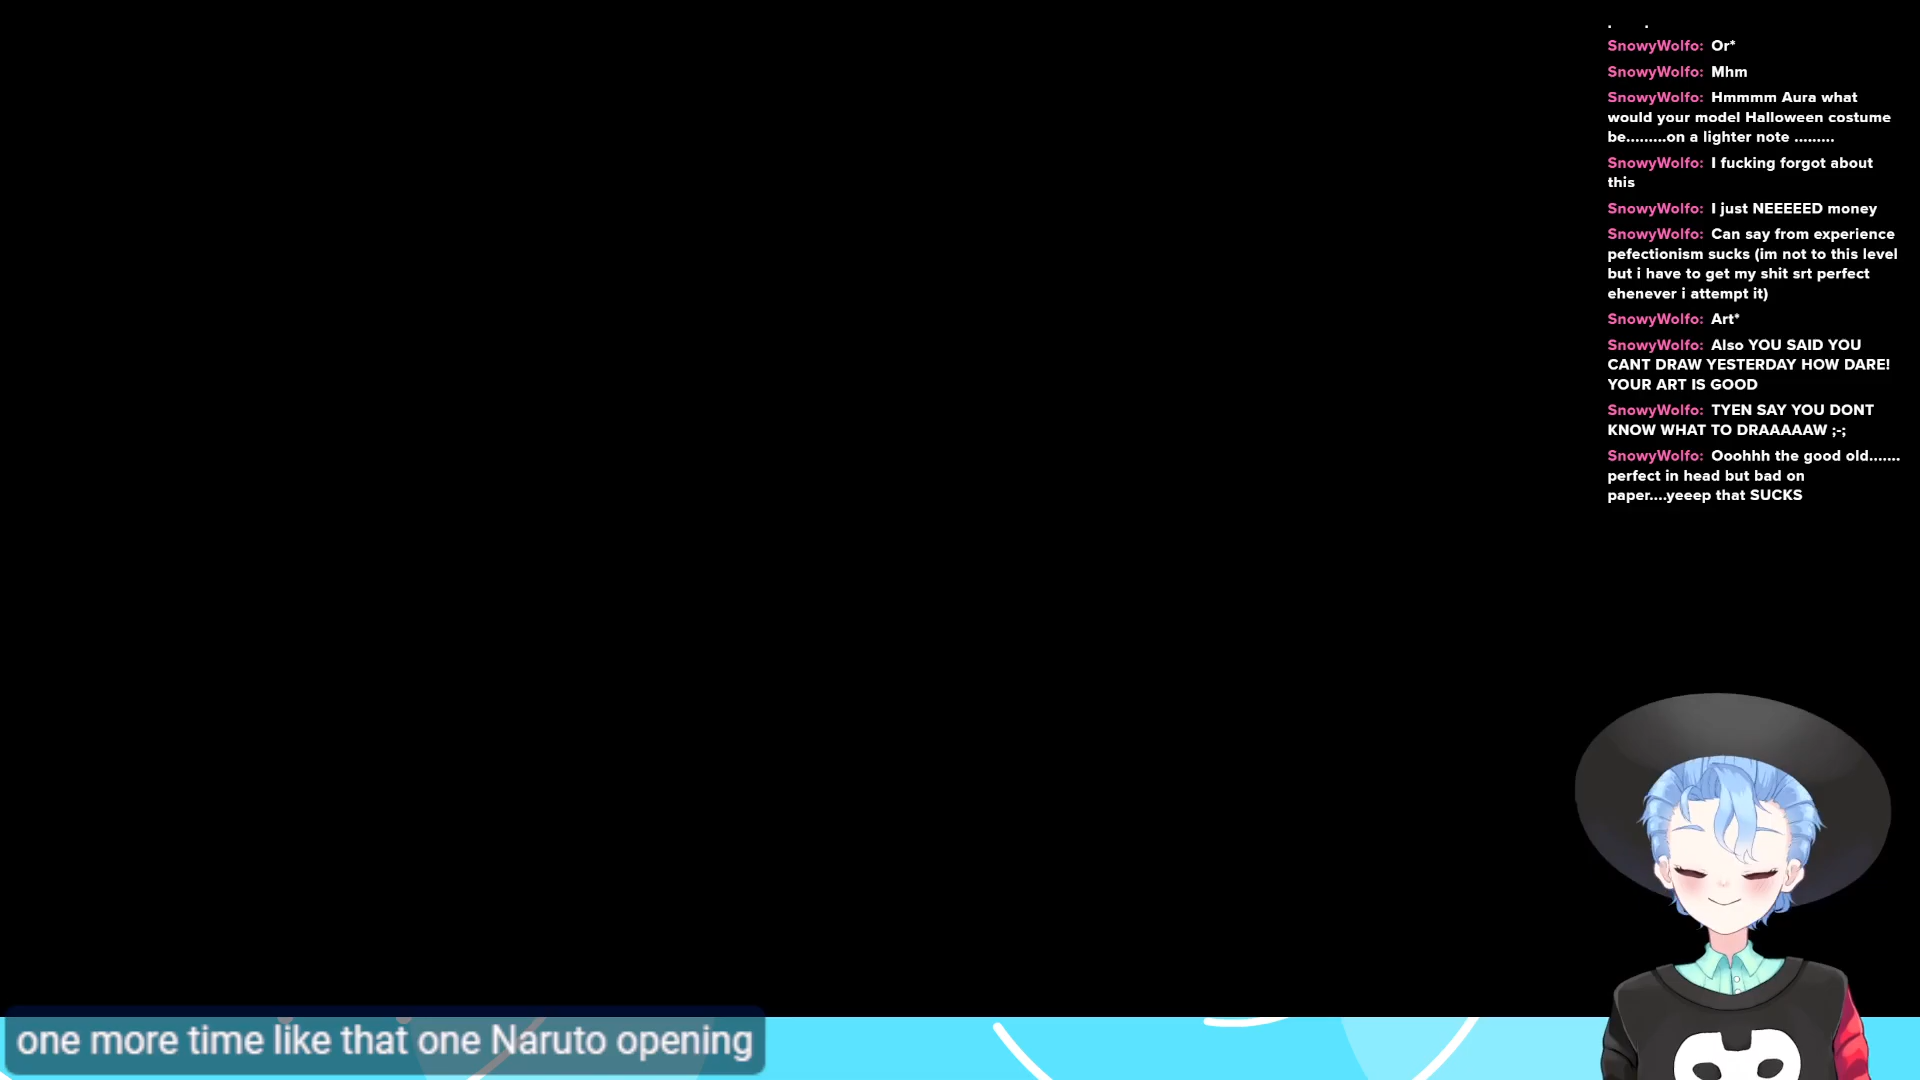 SnowyWolfo: Or*
SnowyWolfo: Mhm
SnowyWolfo: Hmmmm Aura what
would your model Halloween costume
be.........on a lighter note .........
SnowyWolfo: I fucking forgot about
this
SnowyWolfo: I just NEEEEED money
SnowyWolfo: Can say from experience
pefectionism sucks (im not to this level
but i have to get my shit srt perfect
ehenever i attempt it)
SnowyWolfo: Art*
SnowyWolfo: Also YOU SAID YOU
CANT DRAW YESTERDAY HOW DARE!
YOUR ART IS GOOD
SnowyWolfo: TYEN SAY YOU DONT
KNOW WHAT TO DRAAAAAW ;-;
SnowyWolfo: Ooohhh the good old.......
perfect in head but bad on
paper....yeeep that SUCKS
one more time like that one Naruto opening